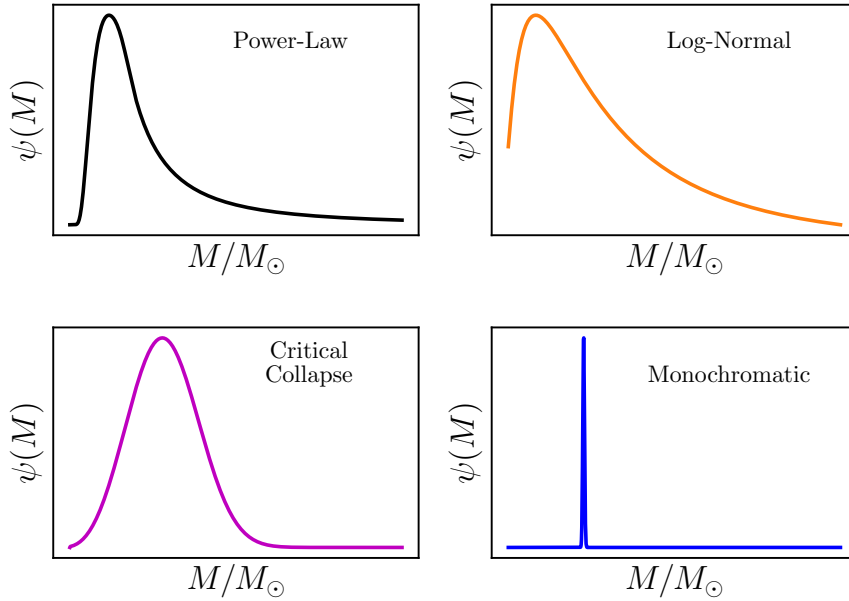 Power-Law
ψ(M)
M/M⊙
Log-Normal
ψ(M)
M/M⊙
Critical
Collapse
ψ(M)
M/M⊙
Monochromatic
ψ(M)
M/M⊙